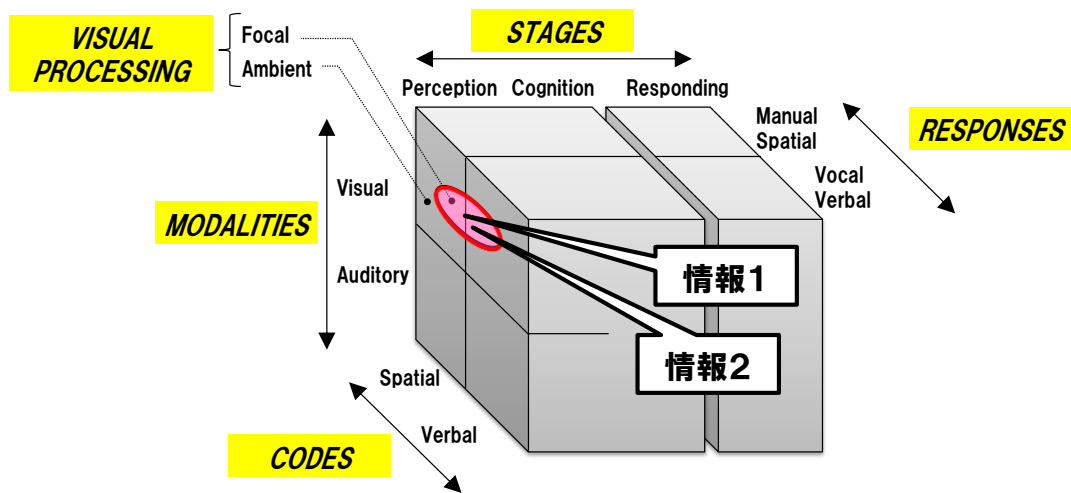 VISUAL
PROCESSING
Focal
Ambient
STAGES
Perception Cognition Responding
Manual
Spatial
Vocal
Verbal
RESPONSES
MODALITIES
Visual
Auditory
情報1
情報2
Spatial
Verbal
CODES